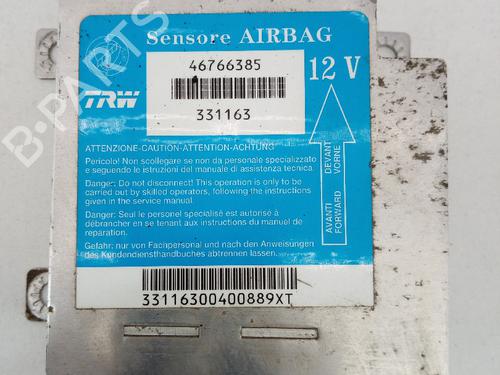 Sensore AIRBAG
46766385
12 V
TRW
331163
ATTENZIONE-CAUTION-ATTENTION-ACHTUNG
Pericolo! Non scollegare se non da personale specializzato
e seguendo le istruzioni del manuale di assistenza tecnica.
Danger: Do not disconnect! This operation is only to be
carried out by skilled operators, following the instructions
given in the service manual.
Danger: Seul le personel specialisé est autorisé à
débrancher en se tenant aux instructions du manuel de
reparation.
Gefahr: nur von Fachpersonal und nach den Anweisungen
des Kundendiensthandbuches abtrennen lassen.
AVANTI DEVANT
FORWARD VORNE
33116300400889XT
B-PARTS